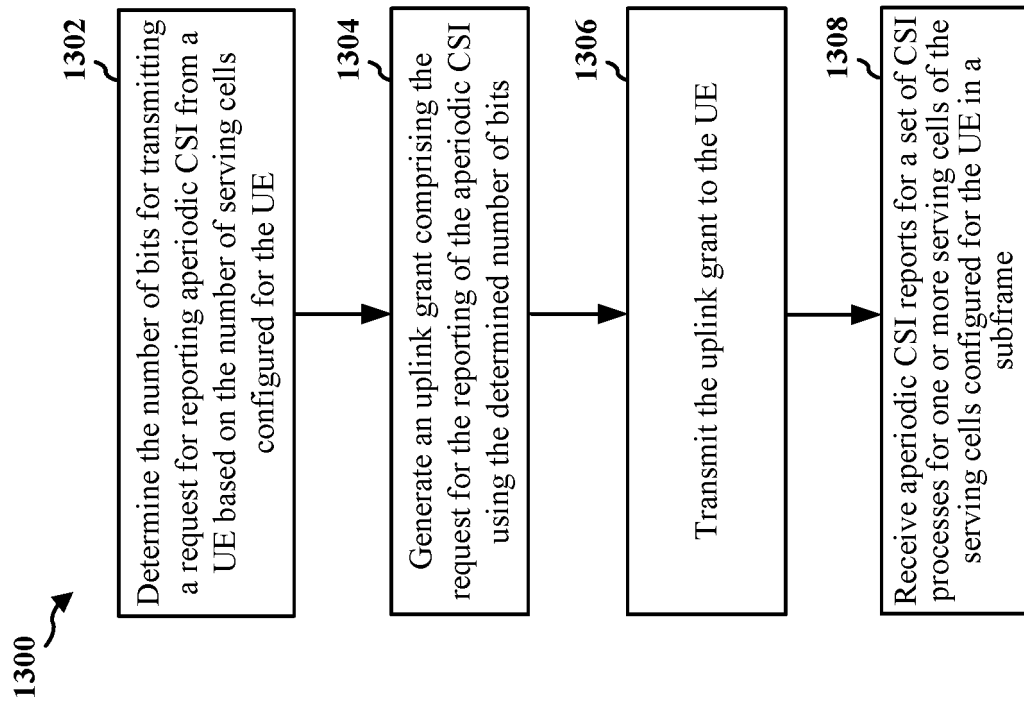 1300
1302
Determine the number of bits for transmitting
a request for reporting aperiodic CSI from a
UE based on the number of serving cells
configured for the UE
1304
Generate an uplink grant comprising the
request for the reporting of the aperiodic CSI
using the determined number of bits
1306
Transmit the uplink grant to the UE
1308
Receive aperiodic CSI reports for a set of CSI
processes for one or more serving cells of the
serving cells configured for the UE in a
subframe